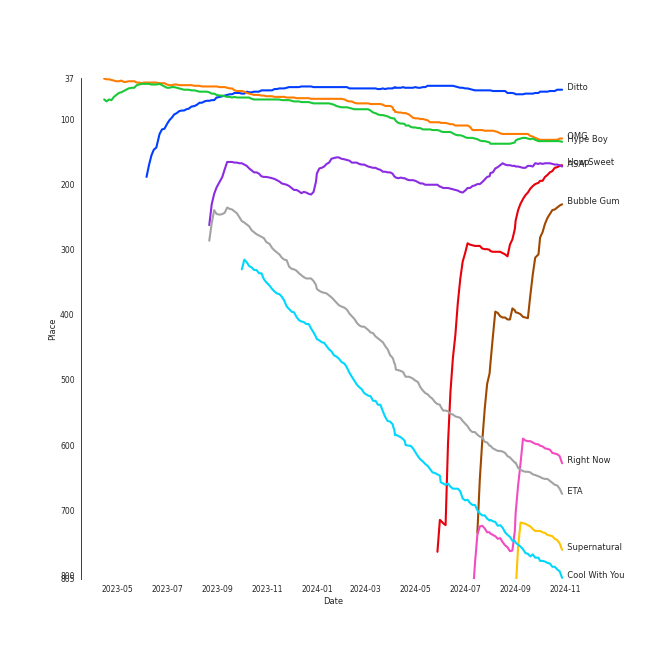 37
100
200
300
400
500
600
700
800
805
Place
2023-05
2023-07
2023-09
2023-11
2024-01
2024-03
2024-05
2024-07
2024-09
2024-11
Date
Ditto
OMG
Hype Boy
How Sweet
ASAP
Bubble Gum
Right Now
ETA
Supernatural
Cool With You